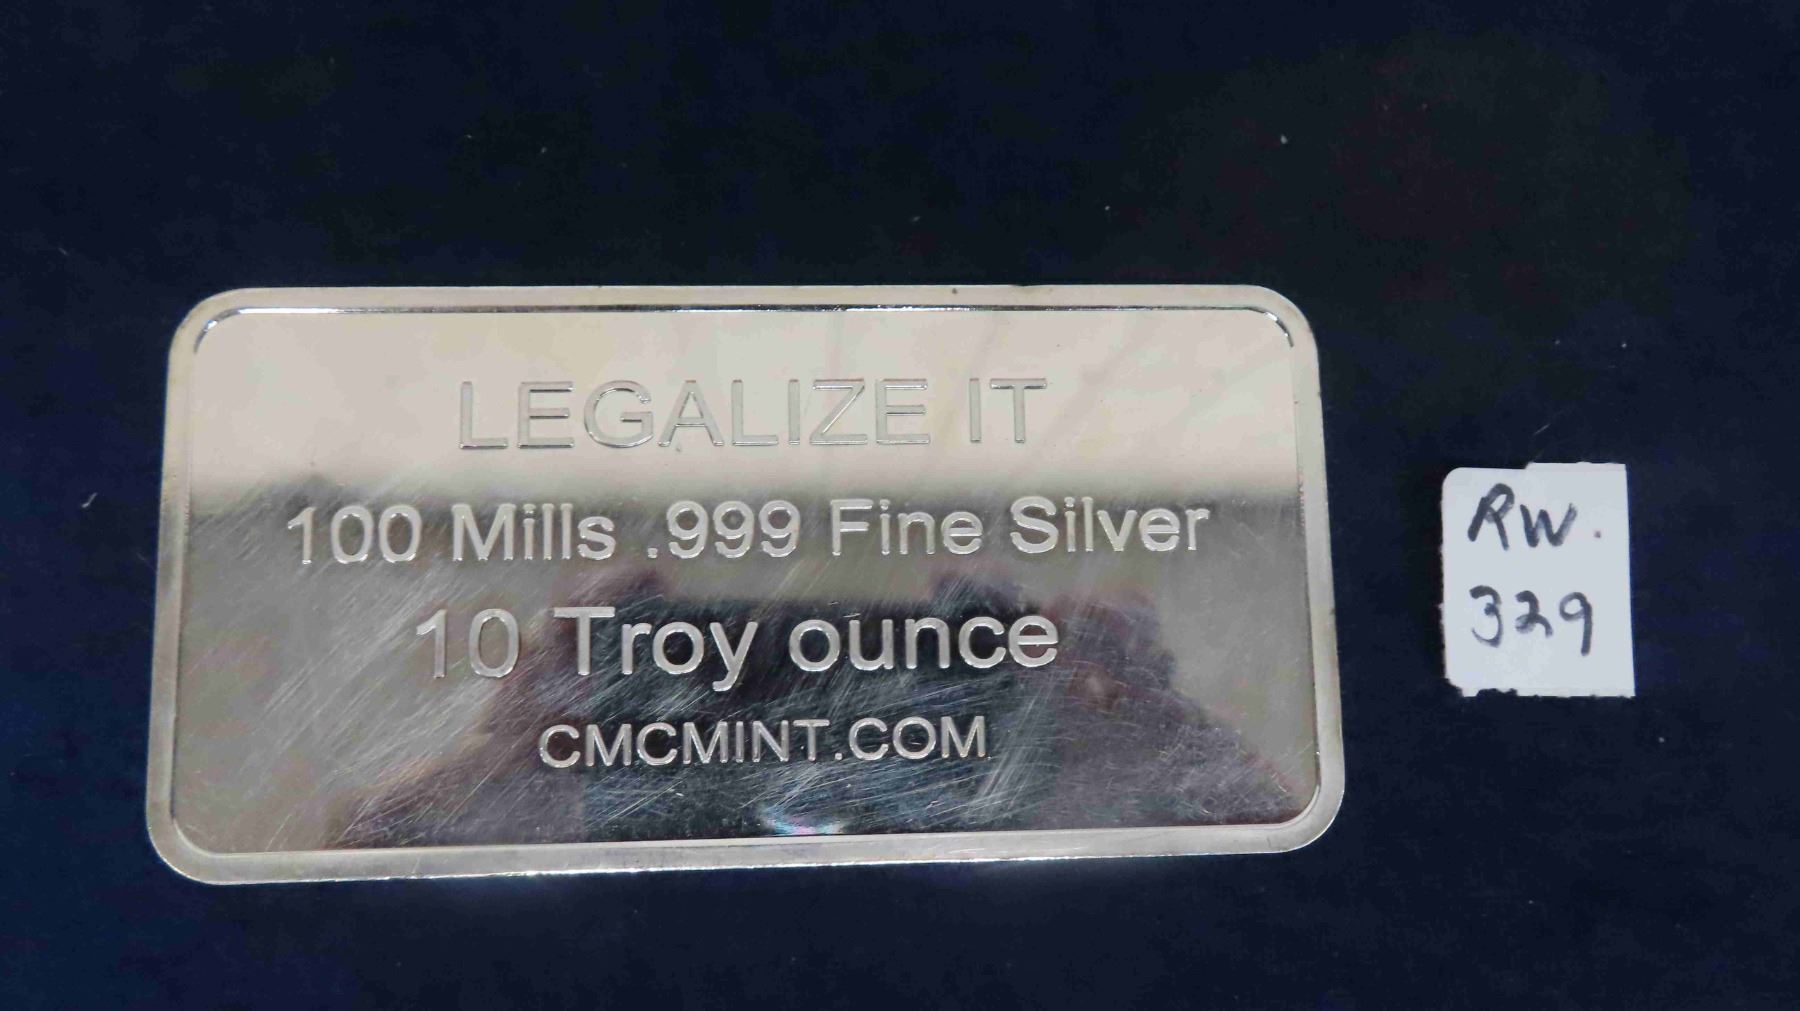 LEGALIZE IT
100 Mills .999 Fine Silver
10 Troy ounce
CMCMINT.COM
RW.
329